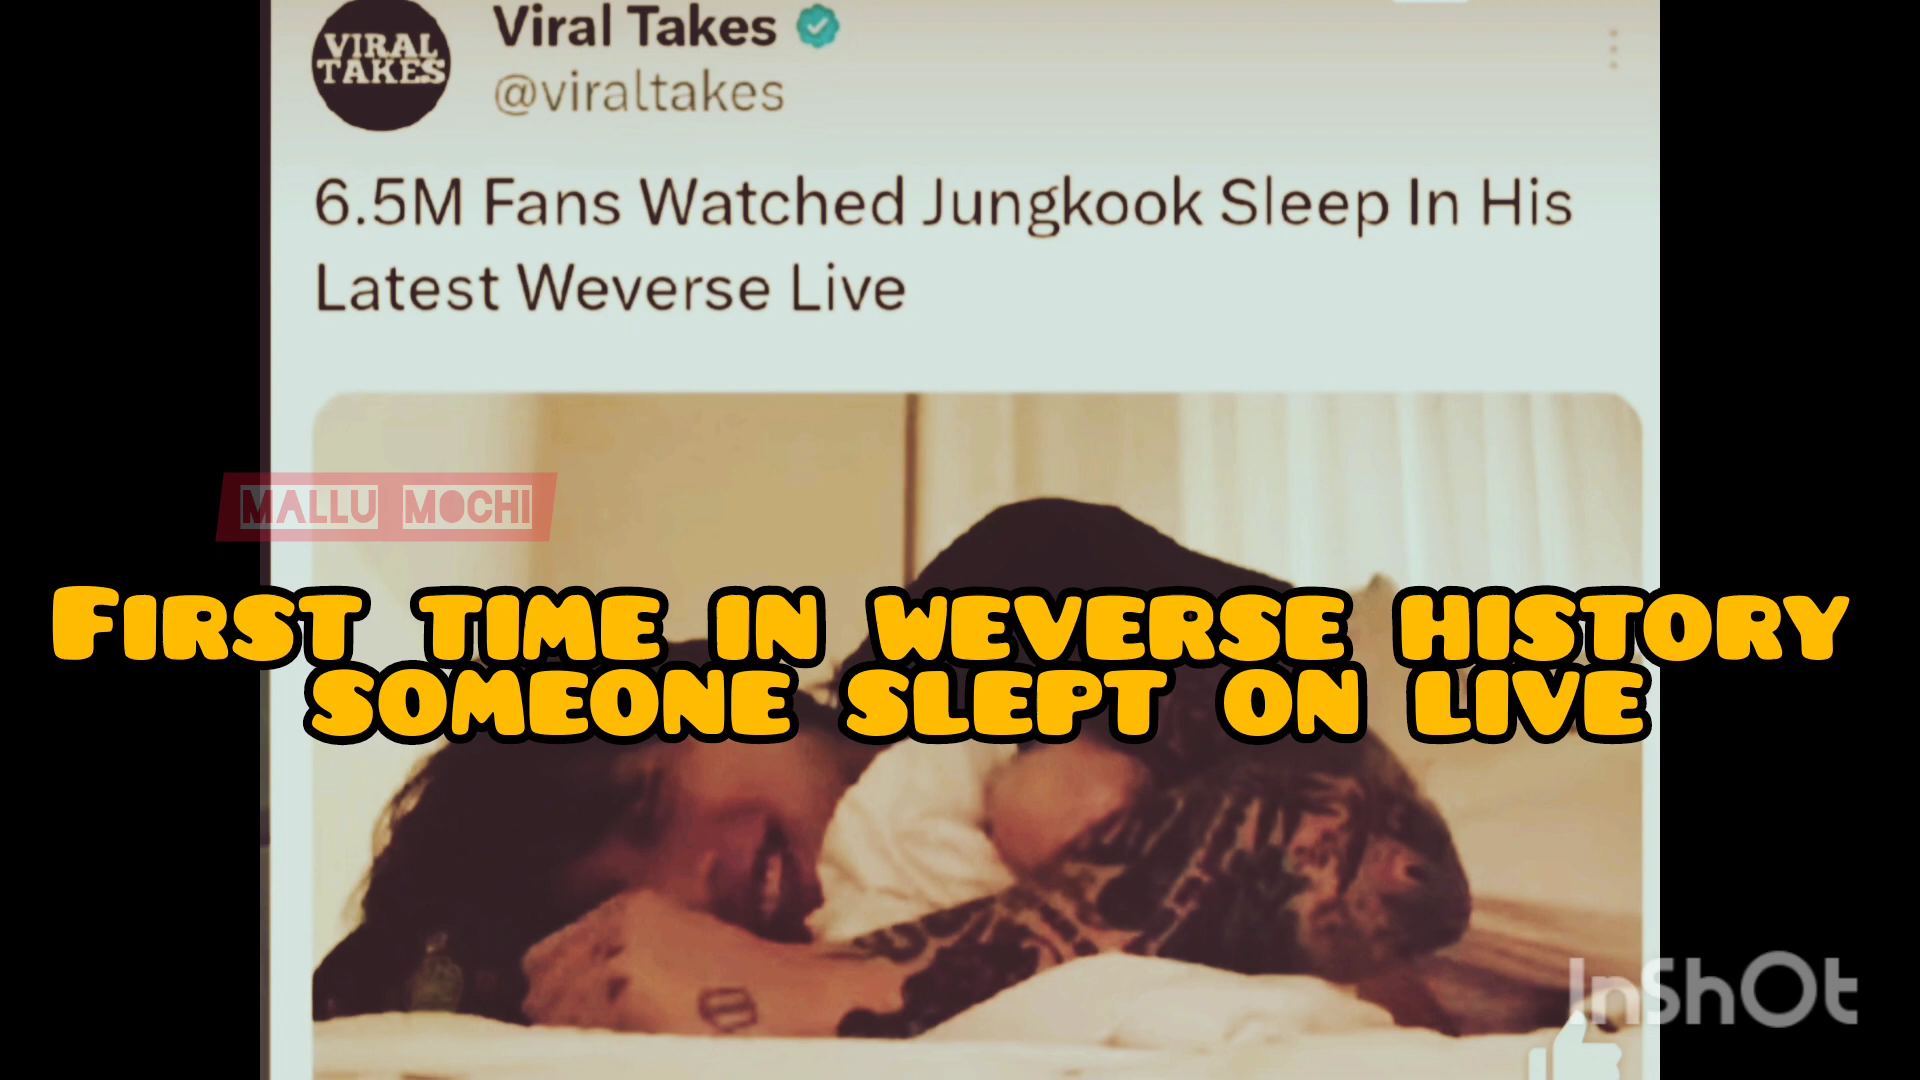 VIRAL
TAKES
Viral Takes
@viraltakes
6.5M Fans Watched Jungkook Sleep In His
Latest Weverse Live
MALLU MOCHI
FIRST TIME IN WEVERSE HISTORY
SOMEONE SLEPT ON LIVE
InShOt